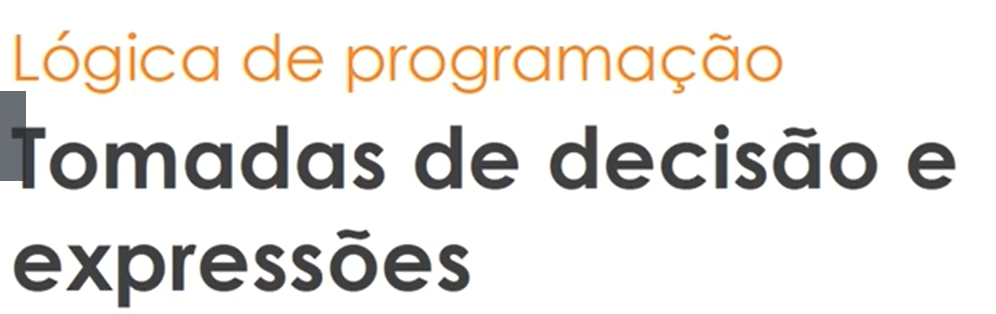 Lógica de programação
Tomadas de decisão e
expressões